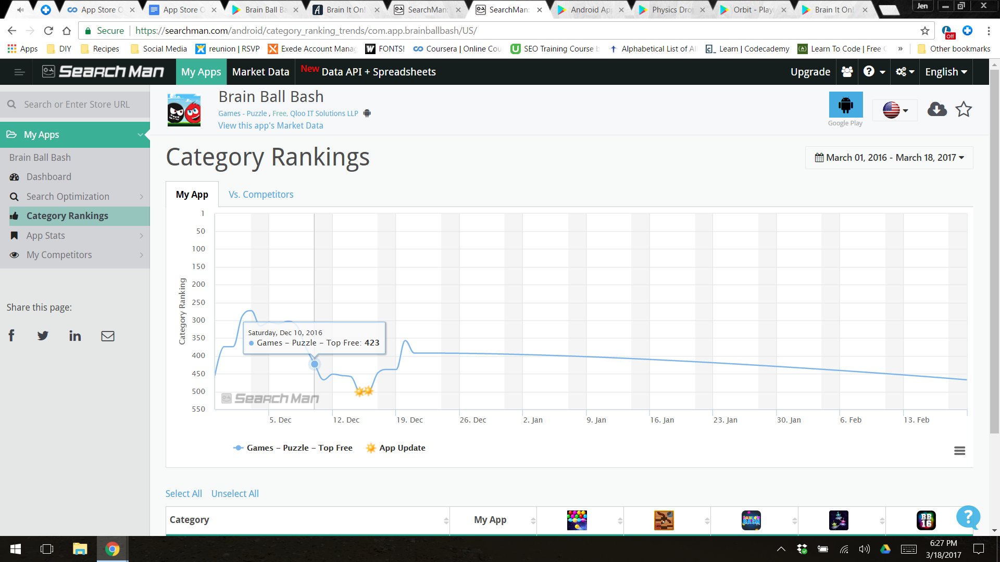 App Store O
App Store O
Brain Ball Ba
Brain It On!
SearchMan:
SearchMan:
Android App
Physics Drop
Orbit - Playi
Brain It On!
Jen
Secure
https://searchman.com/android/category_ranking_trends/com.app.brainballbash/US/
Off
Apps
DIY
Recipes
Social Media
reunion | RSVP
Exede Account Manag
FONTS!
Coursera | Online Cou
SEO Training Course b
Alphabetical List of Al
Learn | Codecademy
Learn To Code | Free C
»
Other bookmarks
SearchMan
My Apps
Market Data
New Data API + Spreadsheets
Upgrade
English
Search or Enter Store URL
My Apps
Brain Ball Bash
Dashboard
Search Optimization
Category Rankings
App Stats
My Competitors
Share this page:
Brain Ball Bash
Games - Puzzle , Free, Qloo IT Solutions LLP
View this app's Market Data
Google Play
Category Rankings
March 01, 2016 - March 18, 2017
My App
Vs. Competitors
Category Ranking
1
50
100
150
200
250
300
350
400
450
500
550
Saturday, Dec 10, 2016
Games - Puzzle - Top Free: 423
SearchMan
5. Dec
12. Dec
19. Dec
26. Dec
2. Jan
9. Jan
16. Jan
23. Jan
30. Jan
6. Feb
13. Feb
Games - Puzzle - Top Free
App Update
Select All
Unselect All
Category
My App
BB
16
?
6:27 PM
3/18/2017